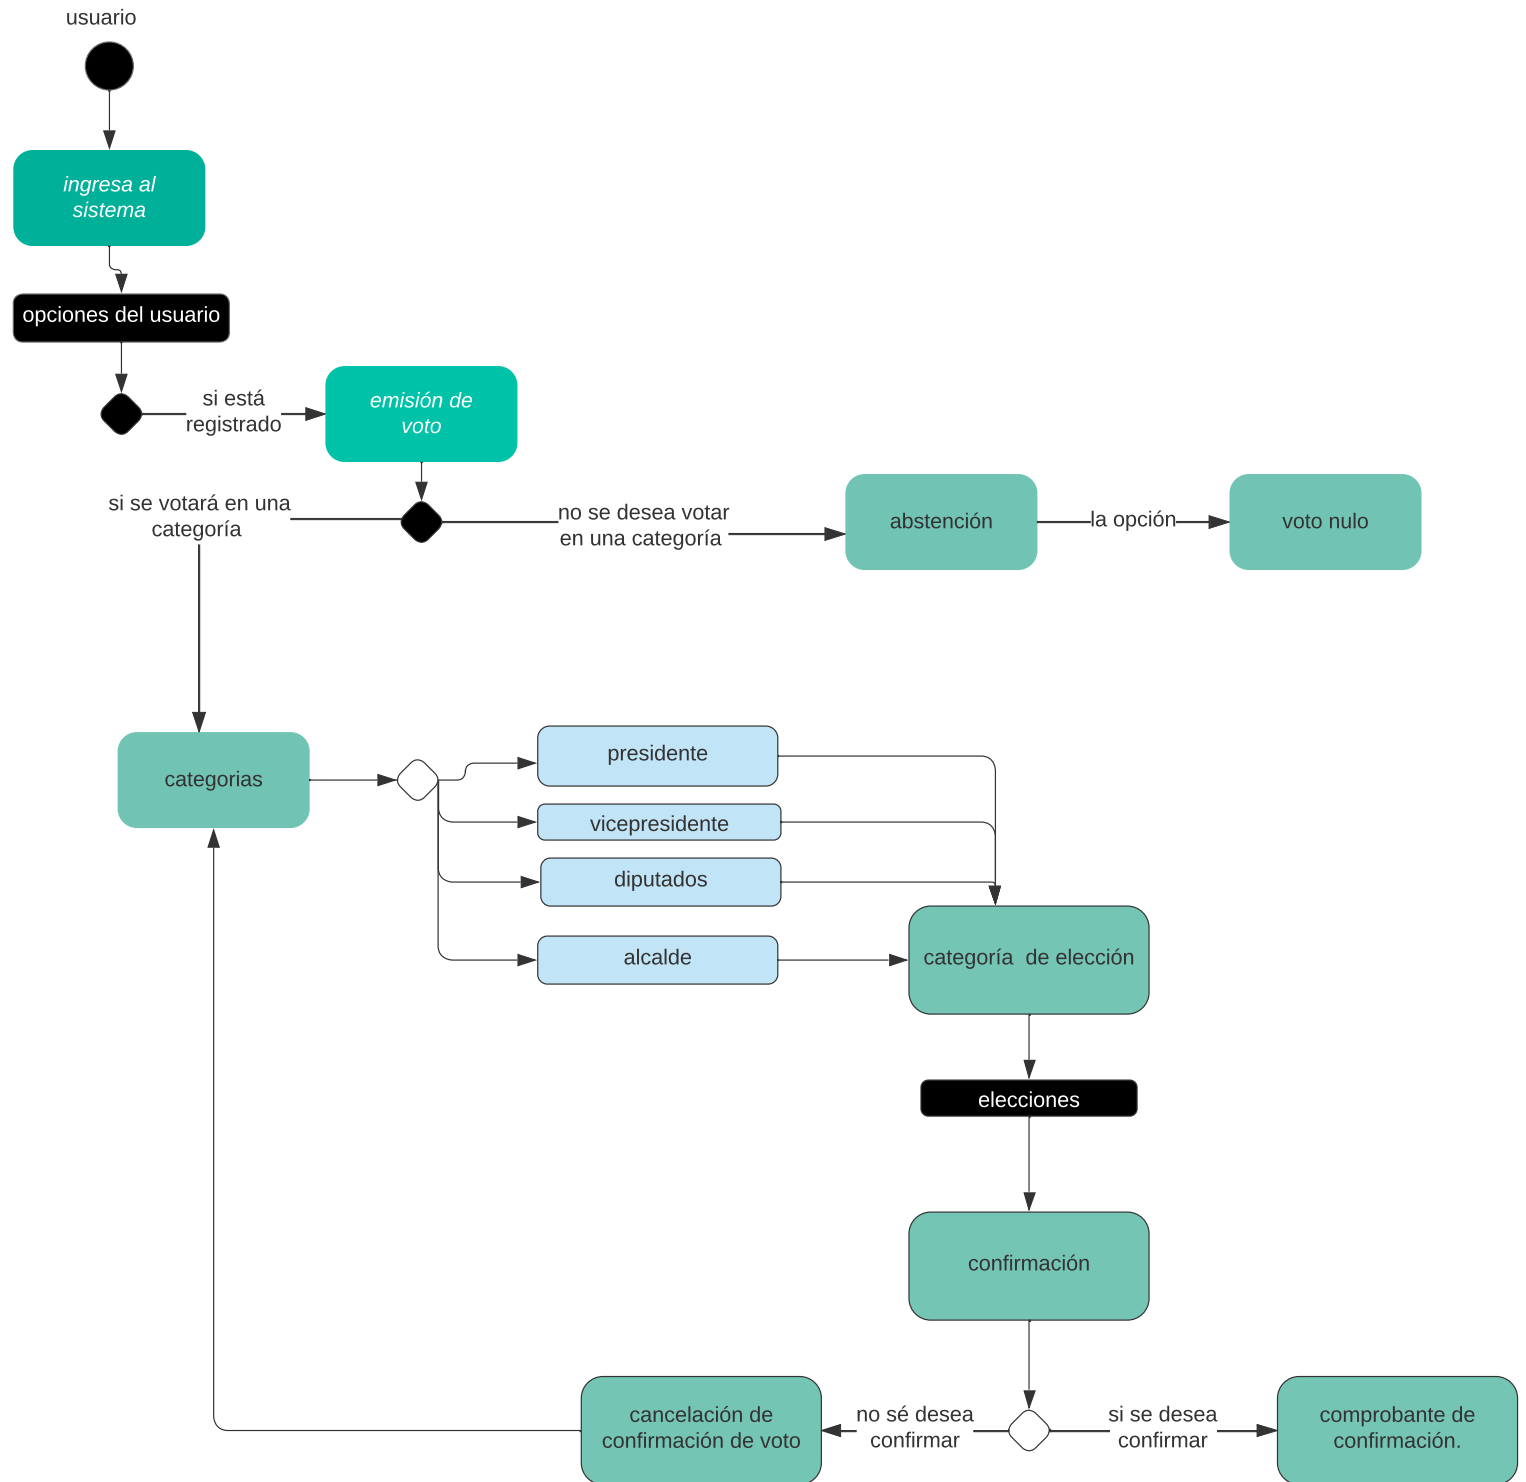 usuario
ingresa al
sistema
opciones del usuario
si está
registrado
emisión de
voto
si se votará en una
categoría
no se desea votar
en una categoría
abstención
la opción
voto nulo
categorias
presidente
vicepresidente
diputados
alcalde
categoría  de elección
elecciones
confirmación
cancelación de
confirmación de voto
no sé desea
confirmar
si se desea
confirmar
comprobante de
confirmación.